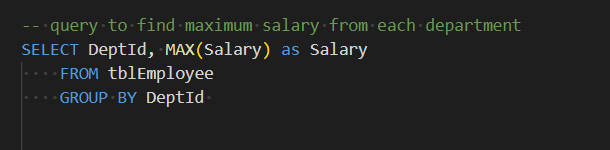 -- query to find maximum salary from each department
SELECT DeptId, MAX(Salary) as Salary
    FROM tblEmployee
    GROUP BY DeptId